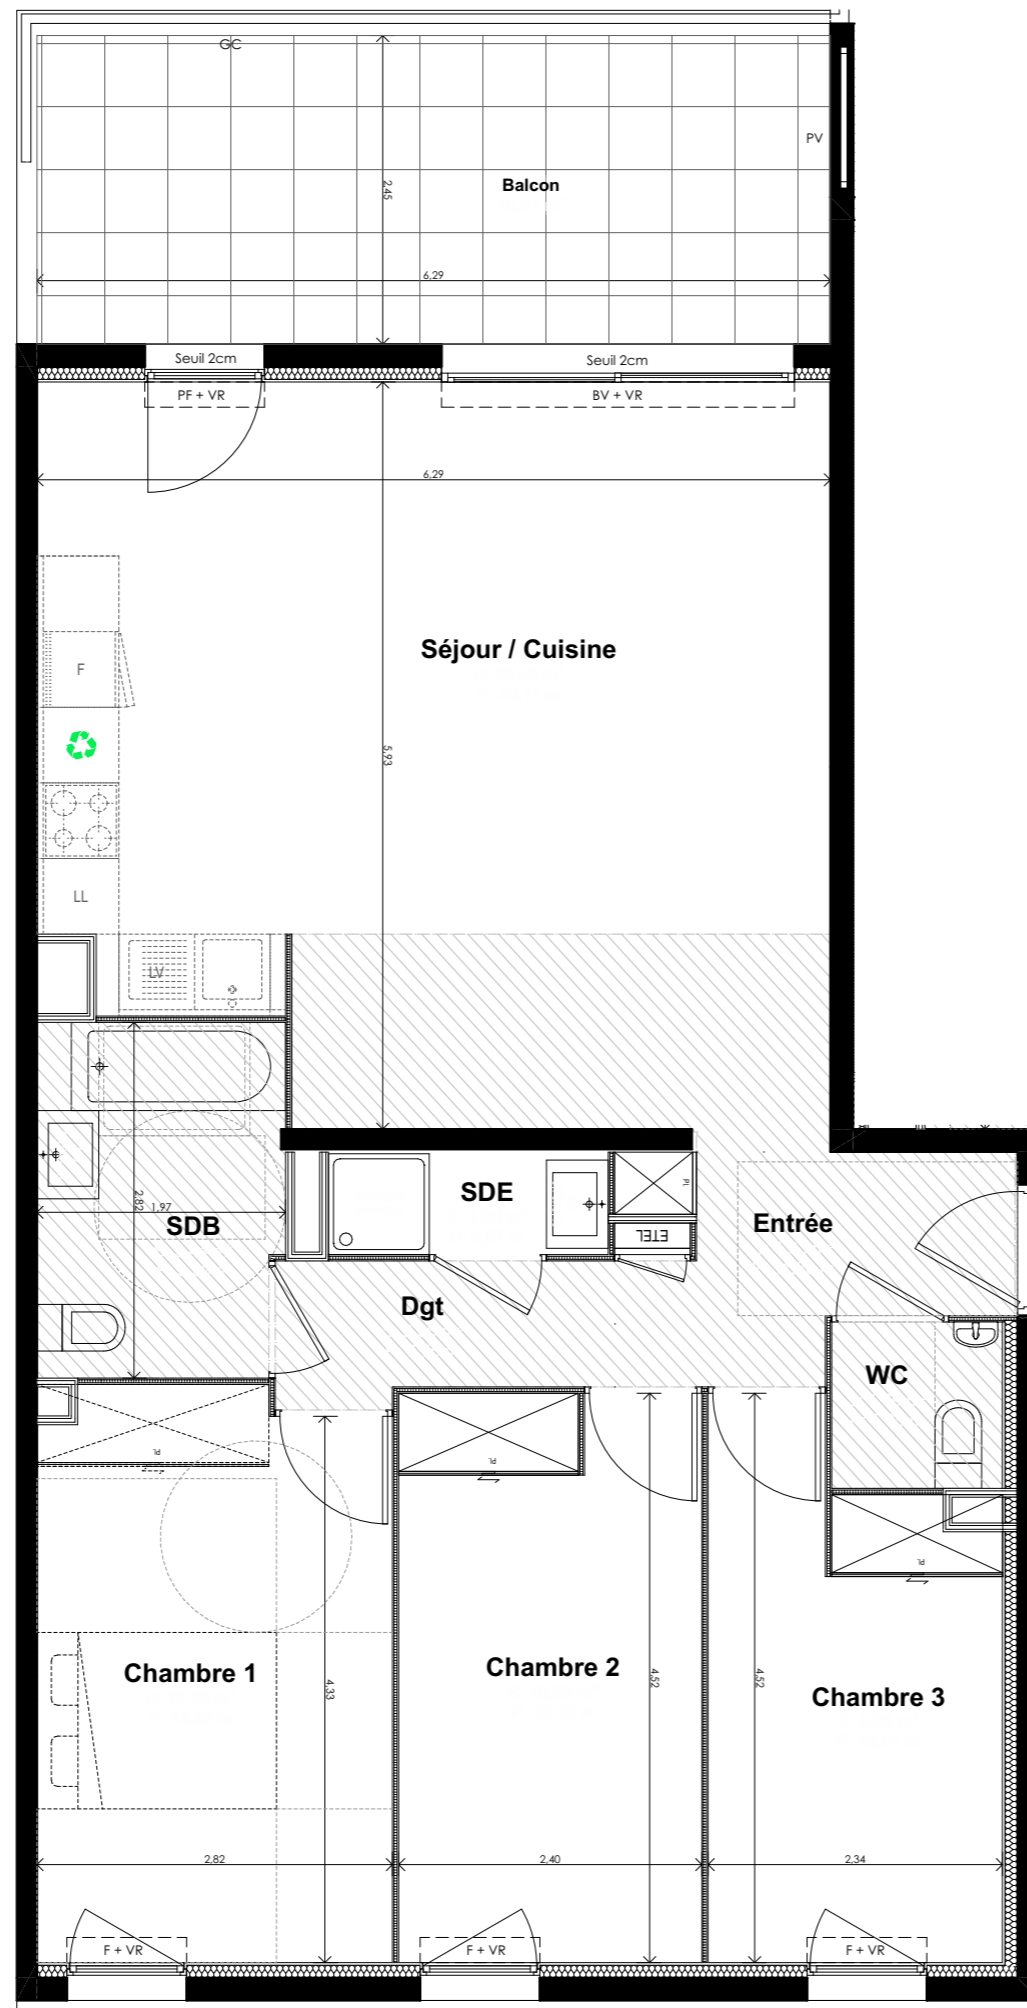 GC
PV
Balcon
2,45
6,29
Seuil 2cm
Seuil 2cm
PF + VR
BV + VR
6,29
Séjour / Cuisine
F
5,93
LL
LV
SDE
PL
2,82
1,97
SDB
Entrée
ETEL
Dgt
WC
PL
PL
PL
Chambre 1
Chambre 2
Chambre 3
4,33
4,52
4,52
2,82
2,40
2,34
F + VR
F + VR
F + VR